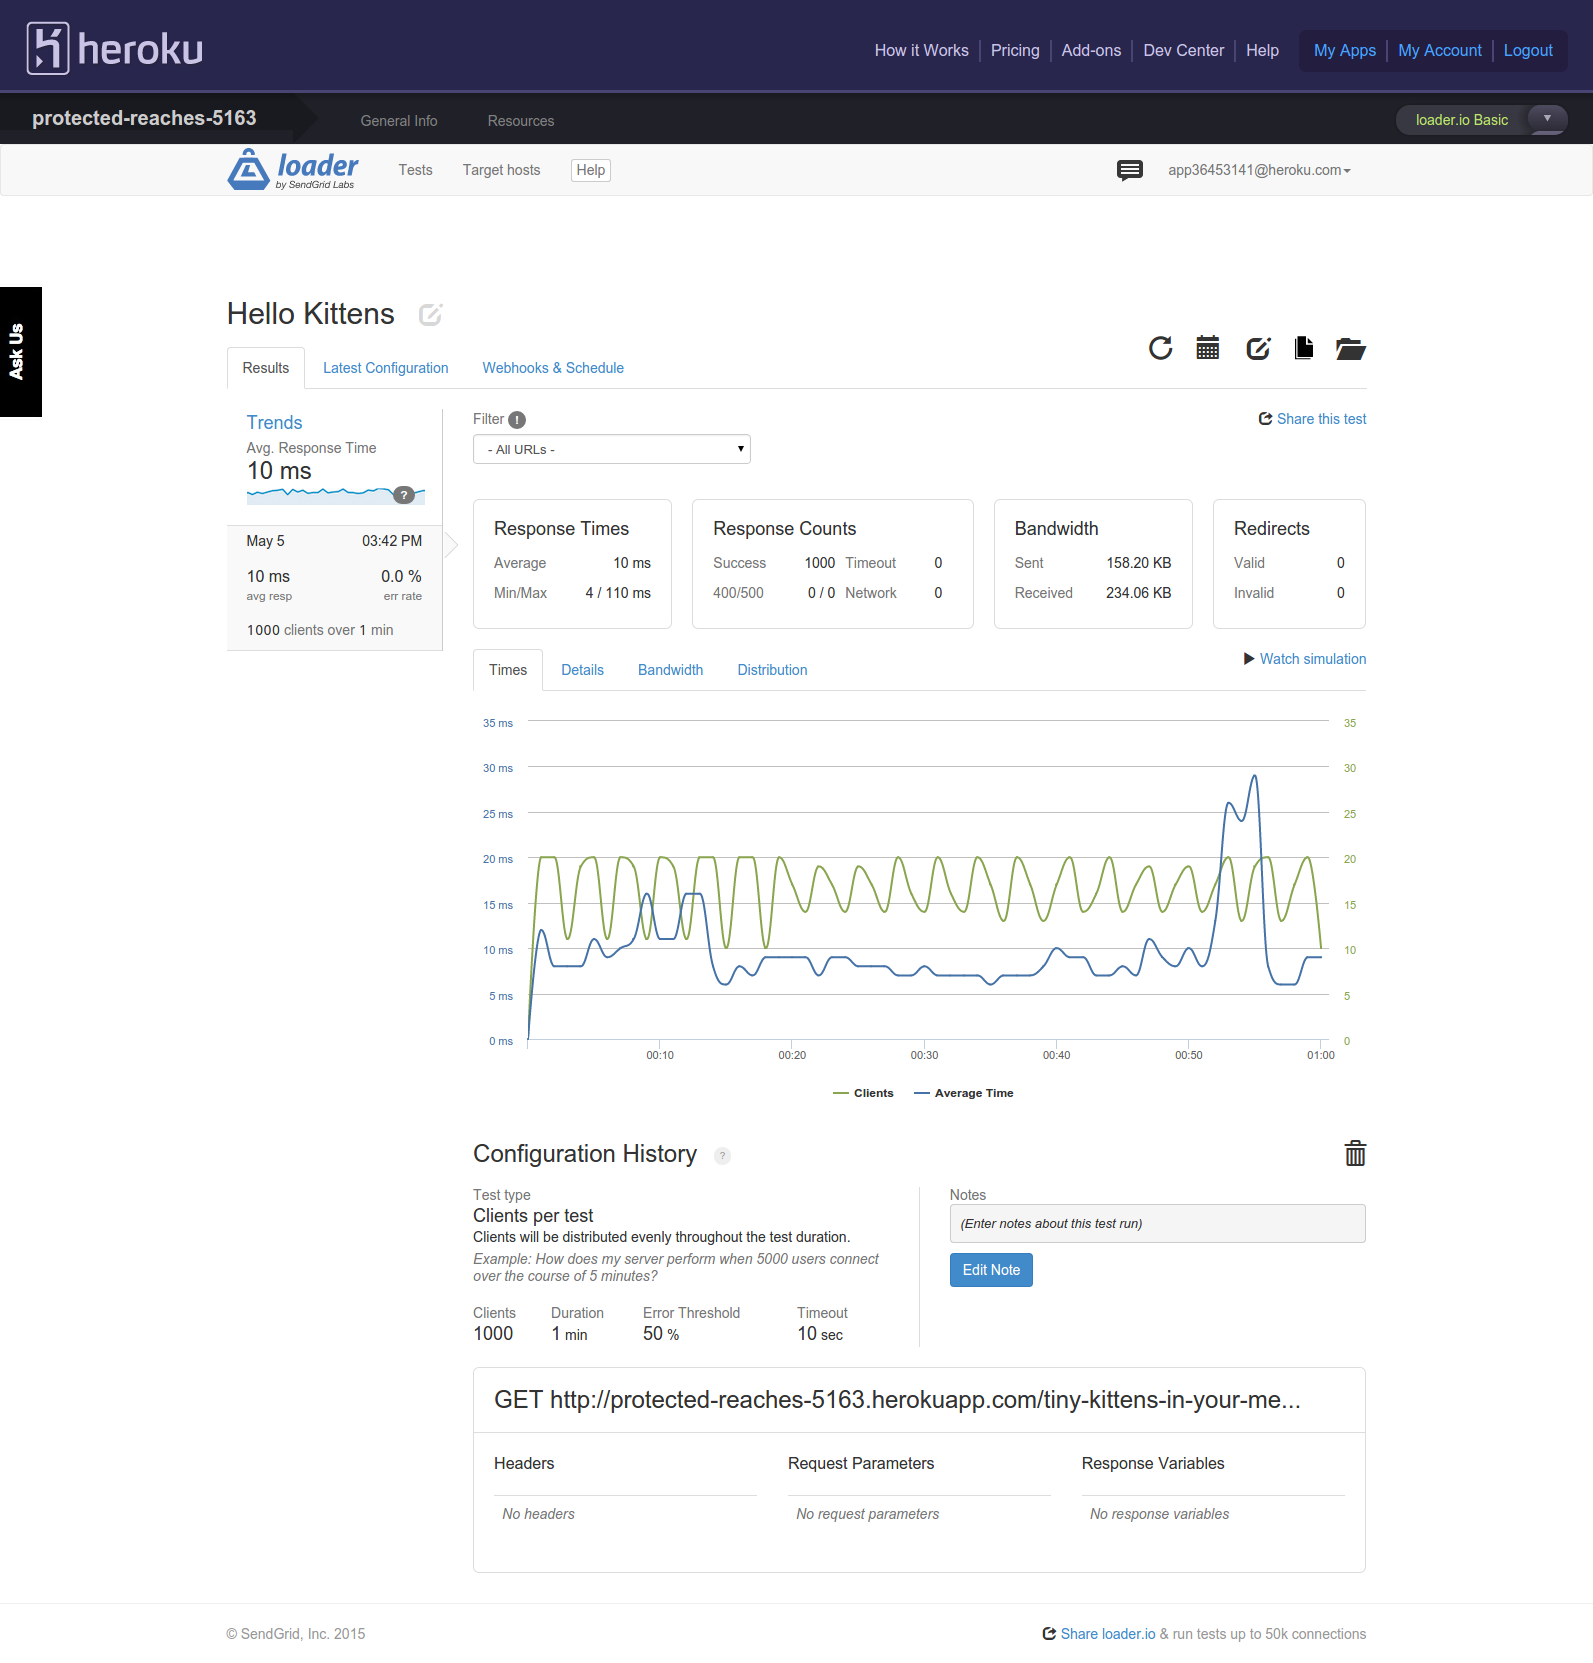 heroku
How it Works Pricing Add-ons Dev Center Help My Apps My Account Logout
protected-reaches-5163 General Info Resources loader.io Basic
loader by SendGrid Labs Tests Target hosts Help app36453141@heroku.com
Ask Us
Hello Kittens
Results Latest Configuration Webhooks & Schedule
Trends
Avg. Response Time
10 ms
?
May 5 03:42 PM
10 ms 0.0 %
avg resp err rate
1000 clients over 1 min
Filter !
Share this test
- All URLs -
Response Times
Average 10 ms
Min/Max 4 / 110 ms
Response Counts
Success 1000 Timeout 0
400/500 0 / 0 Network 0
Bandwidth
Sent 158.20 KB
Received 234.06 KB
Redirects
Valid 0
Invalid 0
Times Details Bandwidth Distribution
Watch simulation
35 ms 35
30 ms 30
25 ms 25
20 ms 20
15 ms 15
10 ms 10
5 ms 5
0 ms 0
00:10 00:20 00:30 00:40 00:50 01:00
Clients Average Time
Configuration History ?
Test type
Clients per test
Clients will be distributed evenly throughout the test duration.
Example: How does my server perform when 5000 users connect
over the course of 5 minutes?
Clients Duration Error Threshold Timeout
1000 1 min 50 % 10 sec
Notes
(Enter notes about this test run)
Edit Note
GET http://protected-reaches-5163.herokuapp.com/tiny-kittens-in-your-me...
Headers Request Parameters Response Variables
No headers No request parameters No response variables
© SendGrid, Inc. 2015
Share loader.io & run tests up to 50k connections